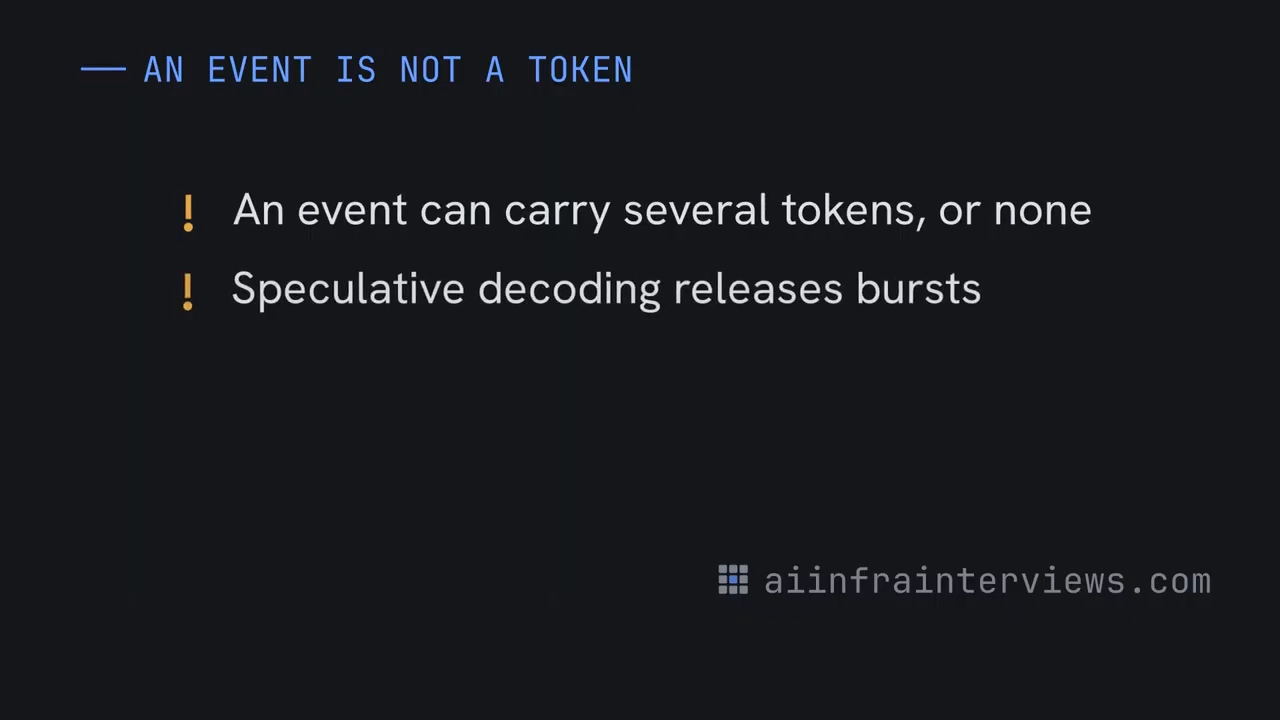 AN EVENT IS NOT A TOKEN
! An event can carry several tokens, or none
! Speculative decoding releases bursts
aiinfrainterviews.com